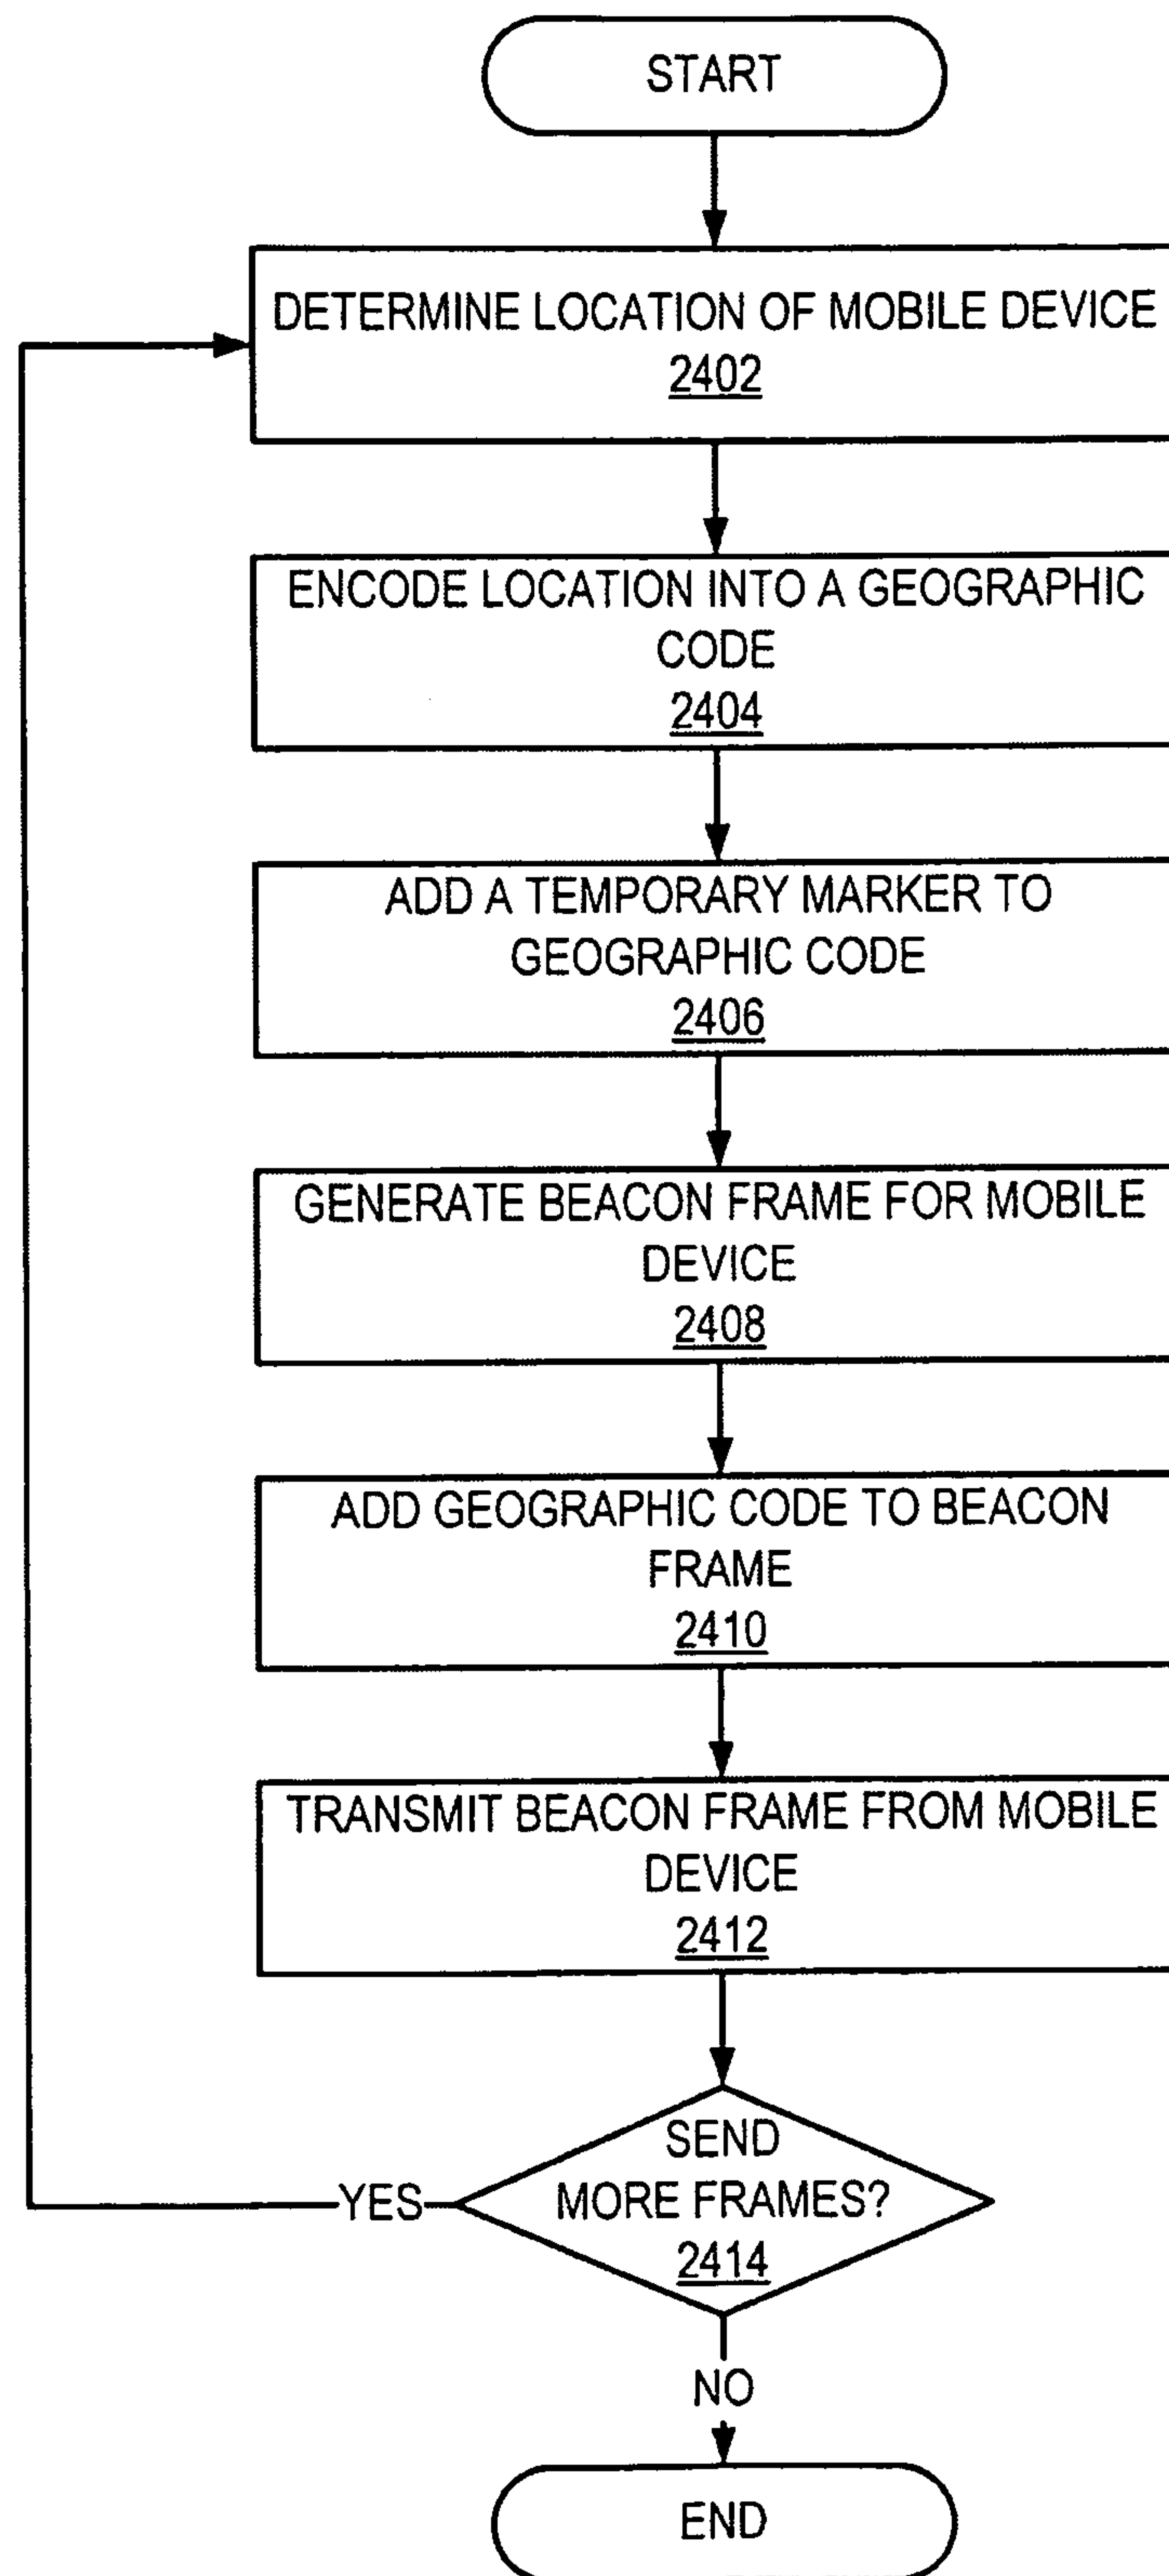 START
DETERMINE LOCATION OF MOBILE DEVICE
2402
ENCODE LOCATION INTO A GEOGRAPHIC
CODE
2404
ADD A TEMPORARY MARKER TO
GEOGRAPHIC CODE
2406
GENERATE BEACON FRAME FOR MOBILE
DEVICE
2408
ADD GEOGRAPHIC CODE TO BEACON
FRAME
2410
TRANSMIT BEACON FRAME FROM MOBILE
DEVICE
2412
SEND
MORE FRAMES?
2414
YES
NO
END